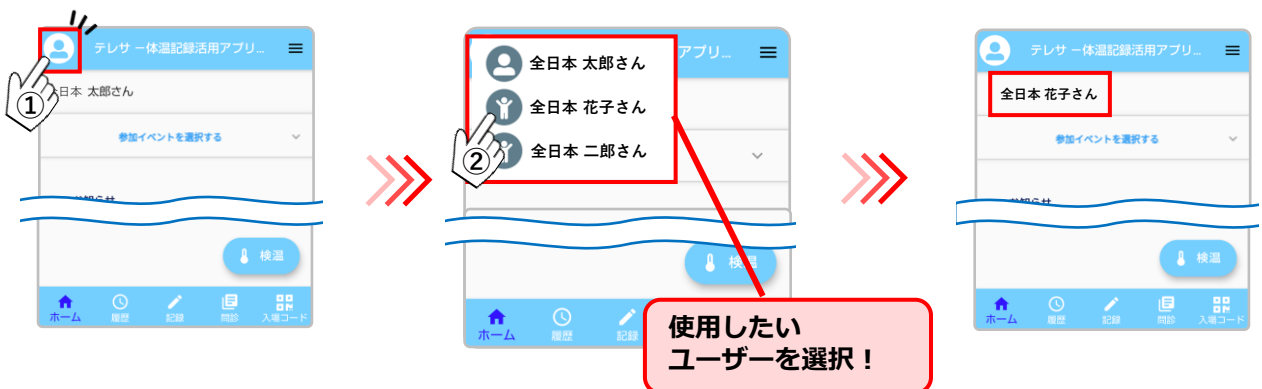 テレサ ー体温記録活用アプリ...
全日本 太郎さん
①
参加イベントを選択する
検温
ホーム
履歴
記録
問診
入場コード
アプリ...
全日本 太郎さん
全日本 花子さん
全日本 二郎さん
②
検温
ホーム
履歴
記録
使用したい
ユーザーを選択！
テレサ ー体温記録活用アプリ...
全日本 花子さん
参加イベントを選択する
検温
ホーム
履歴
記録
問診
入場コード